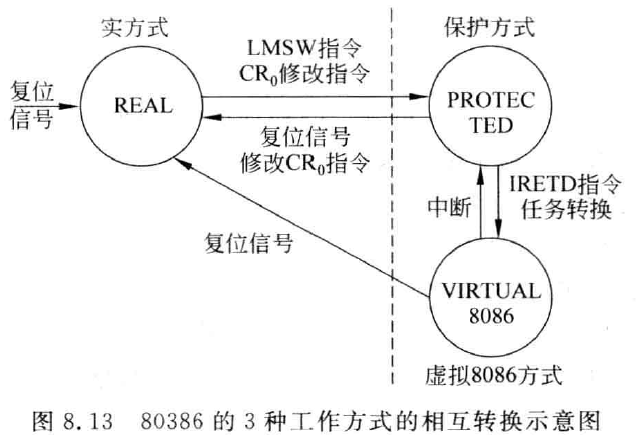 实方式
保护方式
LMSW指令
CR₀修改指令
复位
信号
REAL
PROTEC
TED
复位信号
修改CR₀指令
中断
IRETD指令
任务转换
复位信号
VIRTUAL
8086
虚拟8086方式
图 8.13 80386 的 3 种工作方式的相互转换示意图